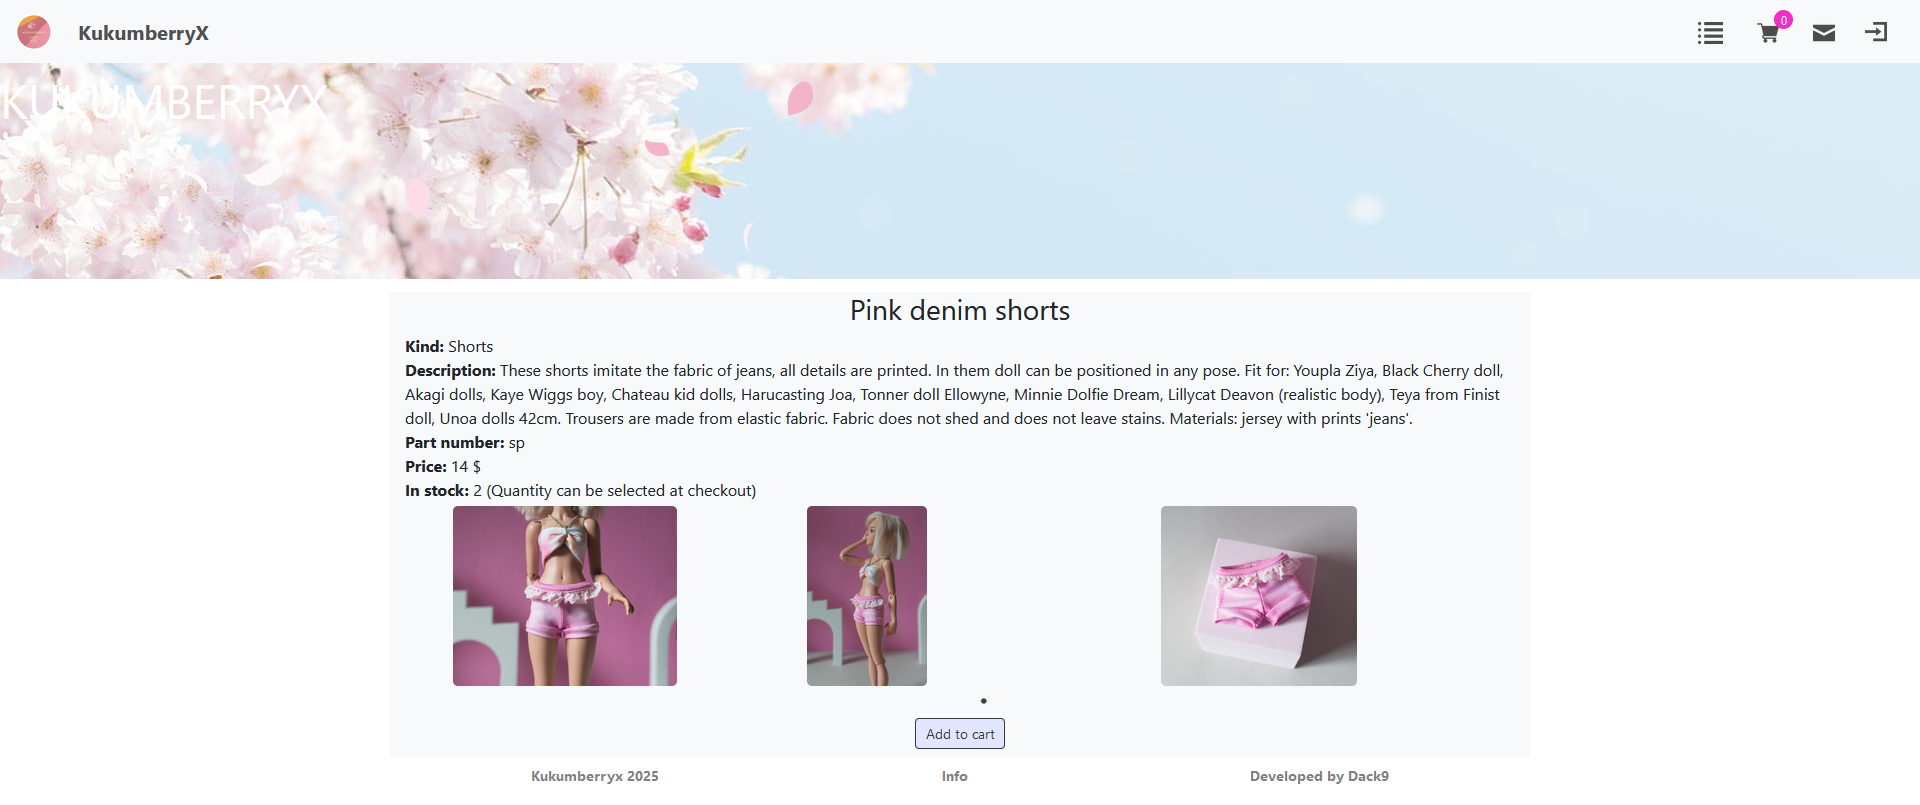 KukumberryX
0
KUKUMBERRYX
Pink denim shorts
Kind: Shorts
Description: These shorts imitate the fabric of jeans, all details are printed. In them doll can be positioned in any pose. Fit for: Youpla Ziya, Black Cherry doll,
Akagi dolls, Kaye Wiggs boy, Chateau kid dolls, Harucasting Joa, Tonner doll Ellowyne, Minnie Dolfie Dream, Lillycat Deavon (realistic body), Teya from Finist
doll, Unoa dolls 42cm. Trousers are made from elastic fabric. Fabric does not shed and does not leave stains. Materials: jersey with prints 'jeans'.
Part number: sp
Price: 14 $
In stock: 2 (Quantity can be selected at checkout)
Add to cart
Kukumberryx 2025
Info
Developed by Dack9